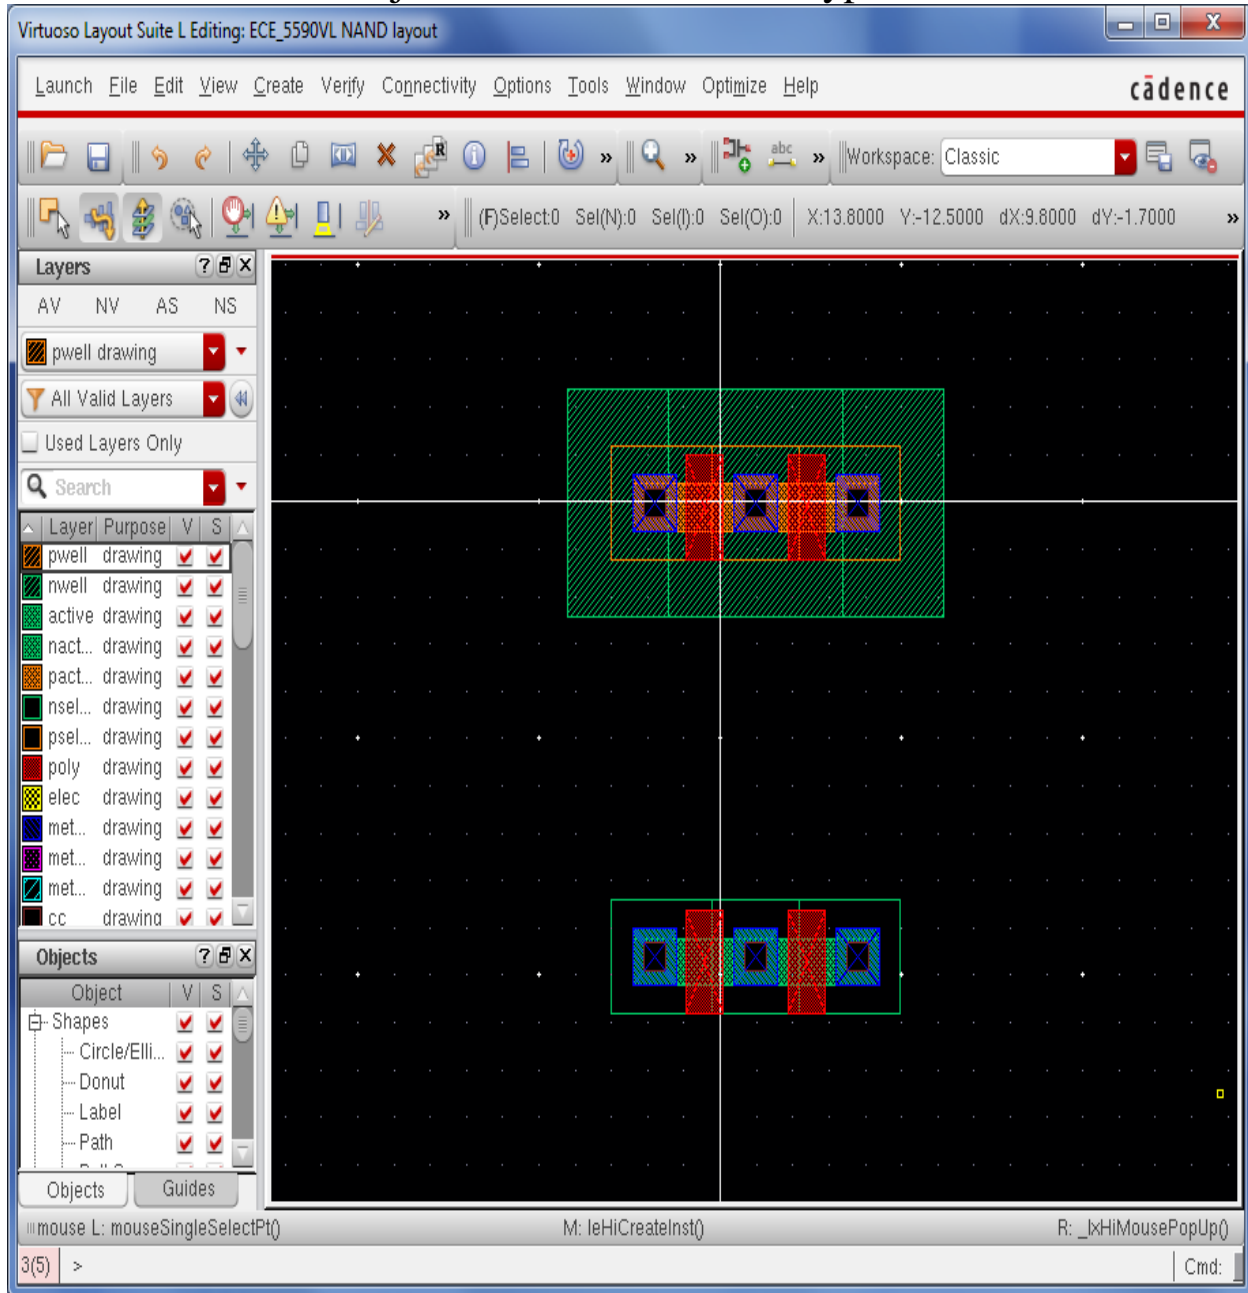 Virtuoso Layout Suite L Editing: ECE_5590VL NAND layout
Launch File Edit View Create Verify Connectivity Options Tools Window Optimize Help cādence
R abc » Workspace: Classic
» (F)Select:0 Sel(N):0 Sel(I):0 Sel(O):0 X:13.8000 Y:-12.5000 dX:9.8000 dY:-1.7000 »
Layers
AV NV AS NS
pwell drawing
All Valid Layers
Used Layers Only
Search
Layer Purpose V S
pwell drawing
nwell drawing
active drawing
nact... drawing
pact... drawing
nsel... drawing
psel... drawing
poly drawing
elec drawing
met... drawing
met... drawing
met... drawing
cc drawing
Objects
Object V S
Shapes
Circle/Elli...
Donut
Label
Path
Objects Guides
mouse L: mouseSingleSelectPt() M: leHiCreateInst() R: _lxHiMousePopUp()
3(5) > Cmd: